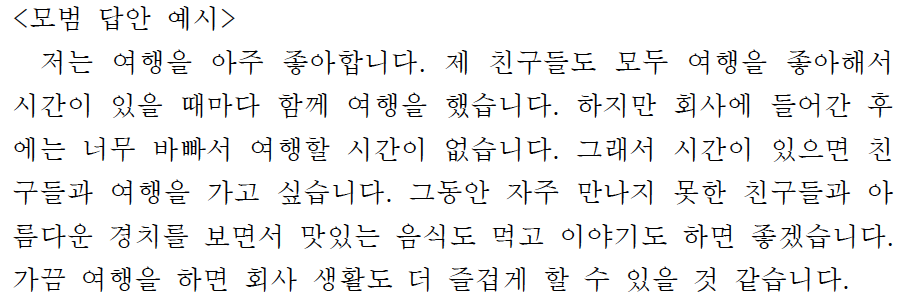 <모범 답안 예시>
저는 여행을 아주 좋아합니다. 제 친구들도 모두 여행을 좋아해서
시간이 있을 때마다 함께 여행을 했습니다. 하지만 회사에 들어간 후
에는 너무 바빠서 여행할 시간이 없습니다. 그래서 시간이 있으면 친
구들과 여행을 가고 싶습니다. 그동안 자주 만나지 못한 친구들과 아
름다운 경치를 보면서 맛있는 음식도 먹고 이야기도 하면 좋겠습니다.
가끔 여행을 하면 회사 생활도 더 즐겁게 할 수 있을 것 같습니다.